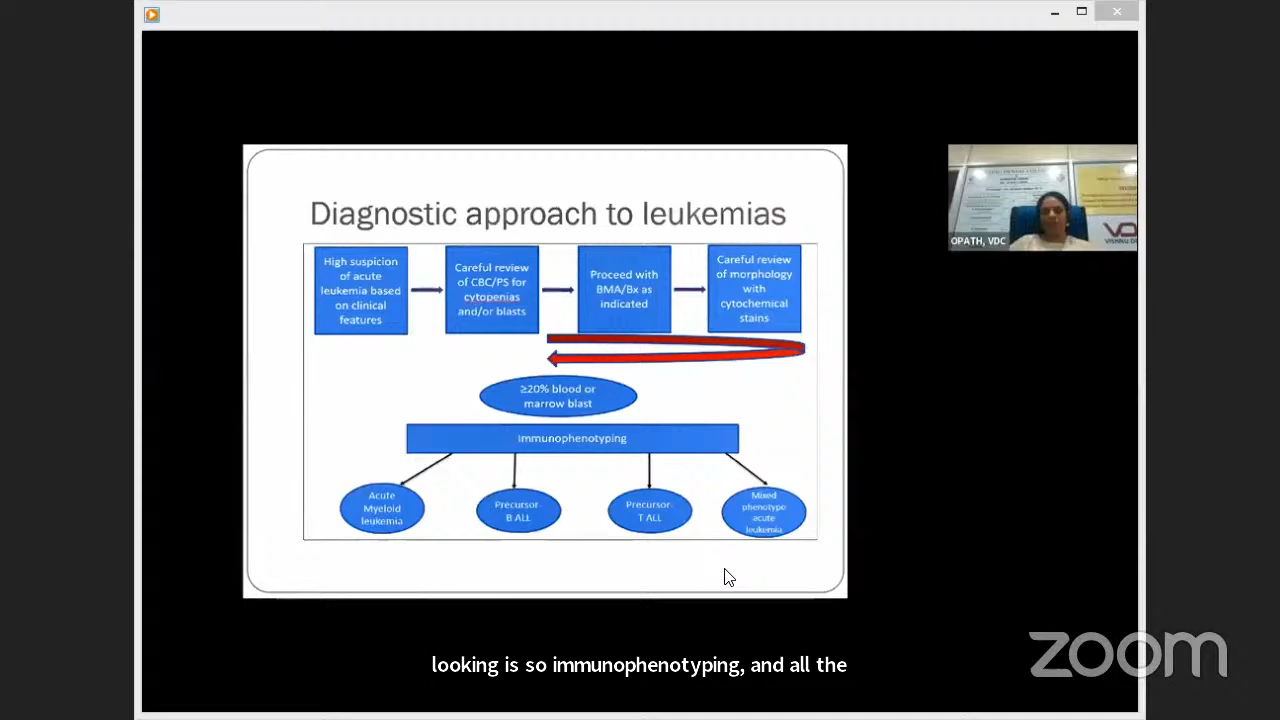 Diagnostic approach to leukemias
High suspicion
of acute
leukemia based
on clinical
features
Careful review
of CBC/PS for
cytopenias
and/or blasts
Proceed with
BMA/Bx as
indicated
Careful review
of morphology
with
cytochemical
stains
≥20% blood or
marrow blast
Immunophenotyping
Acute
Myeloid
leukemia
Precursor
B ALL
Precursor
T ALL
Mixed
phenotype
acute
leukemia
OPATH, VDC
looking is so immunophenotyping, and all the
zoom